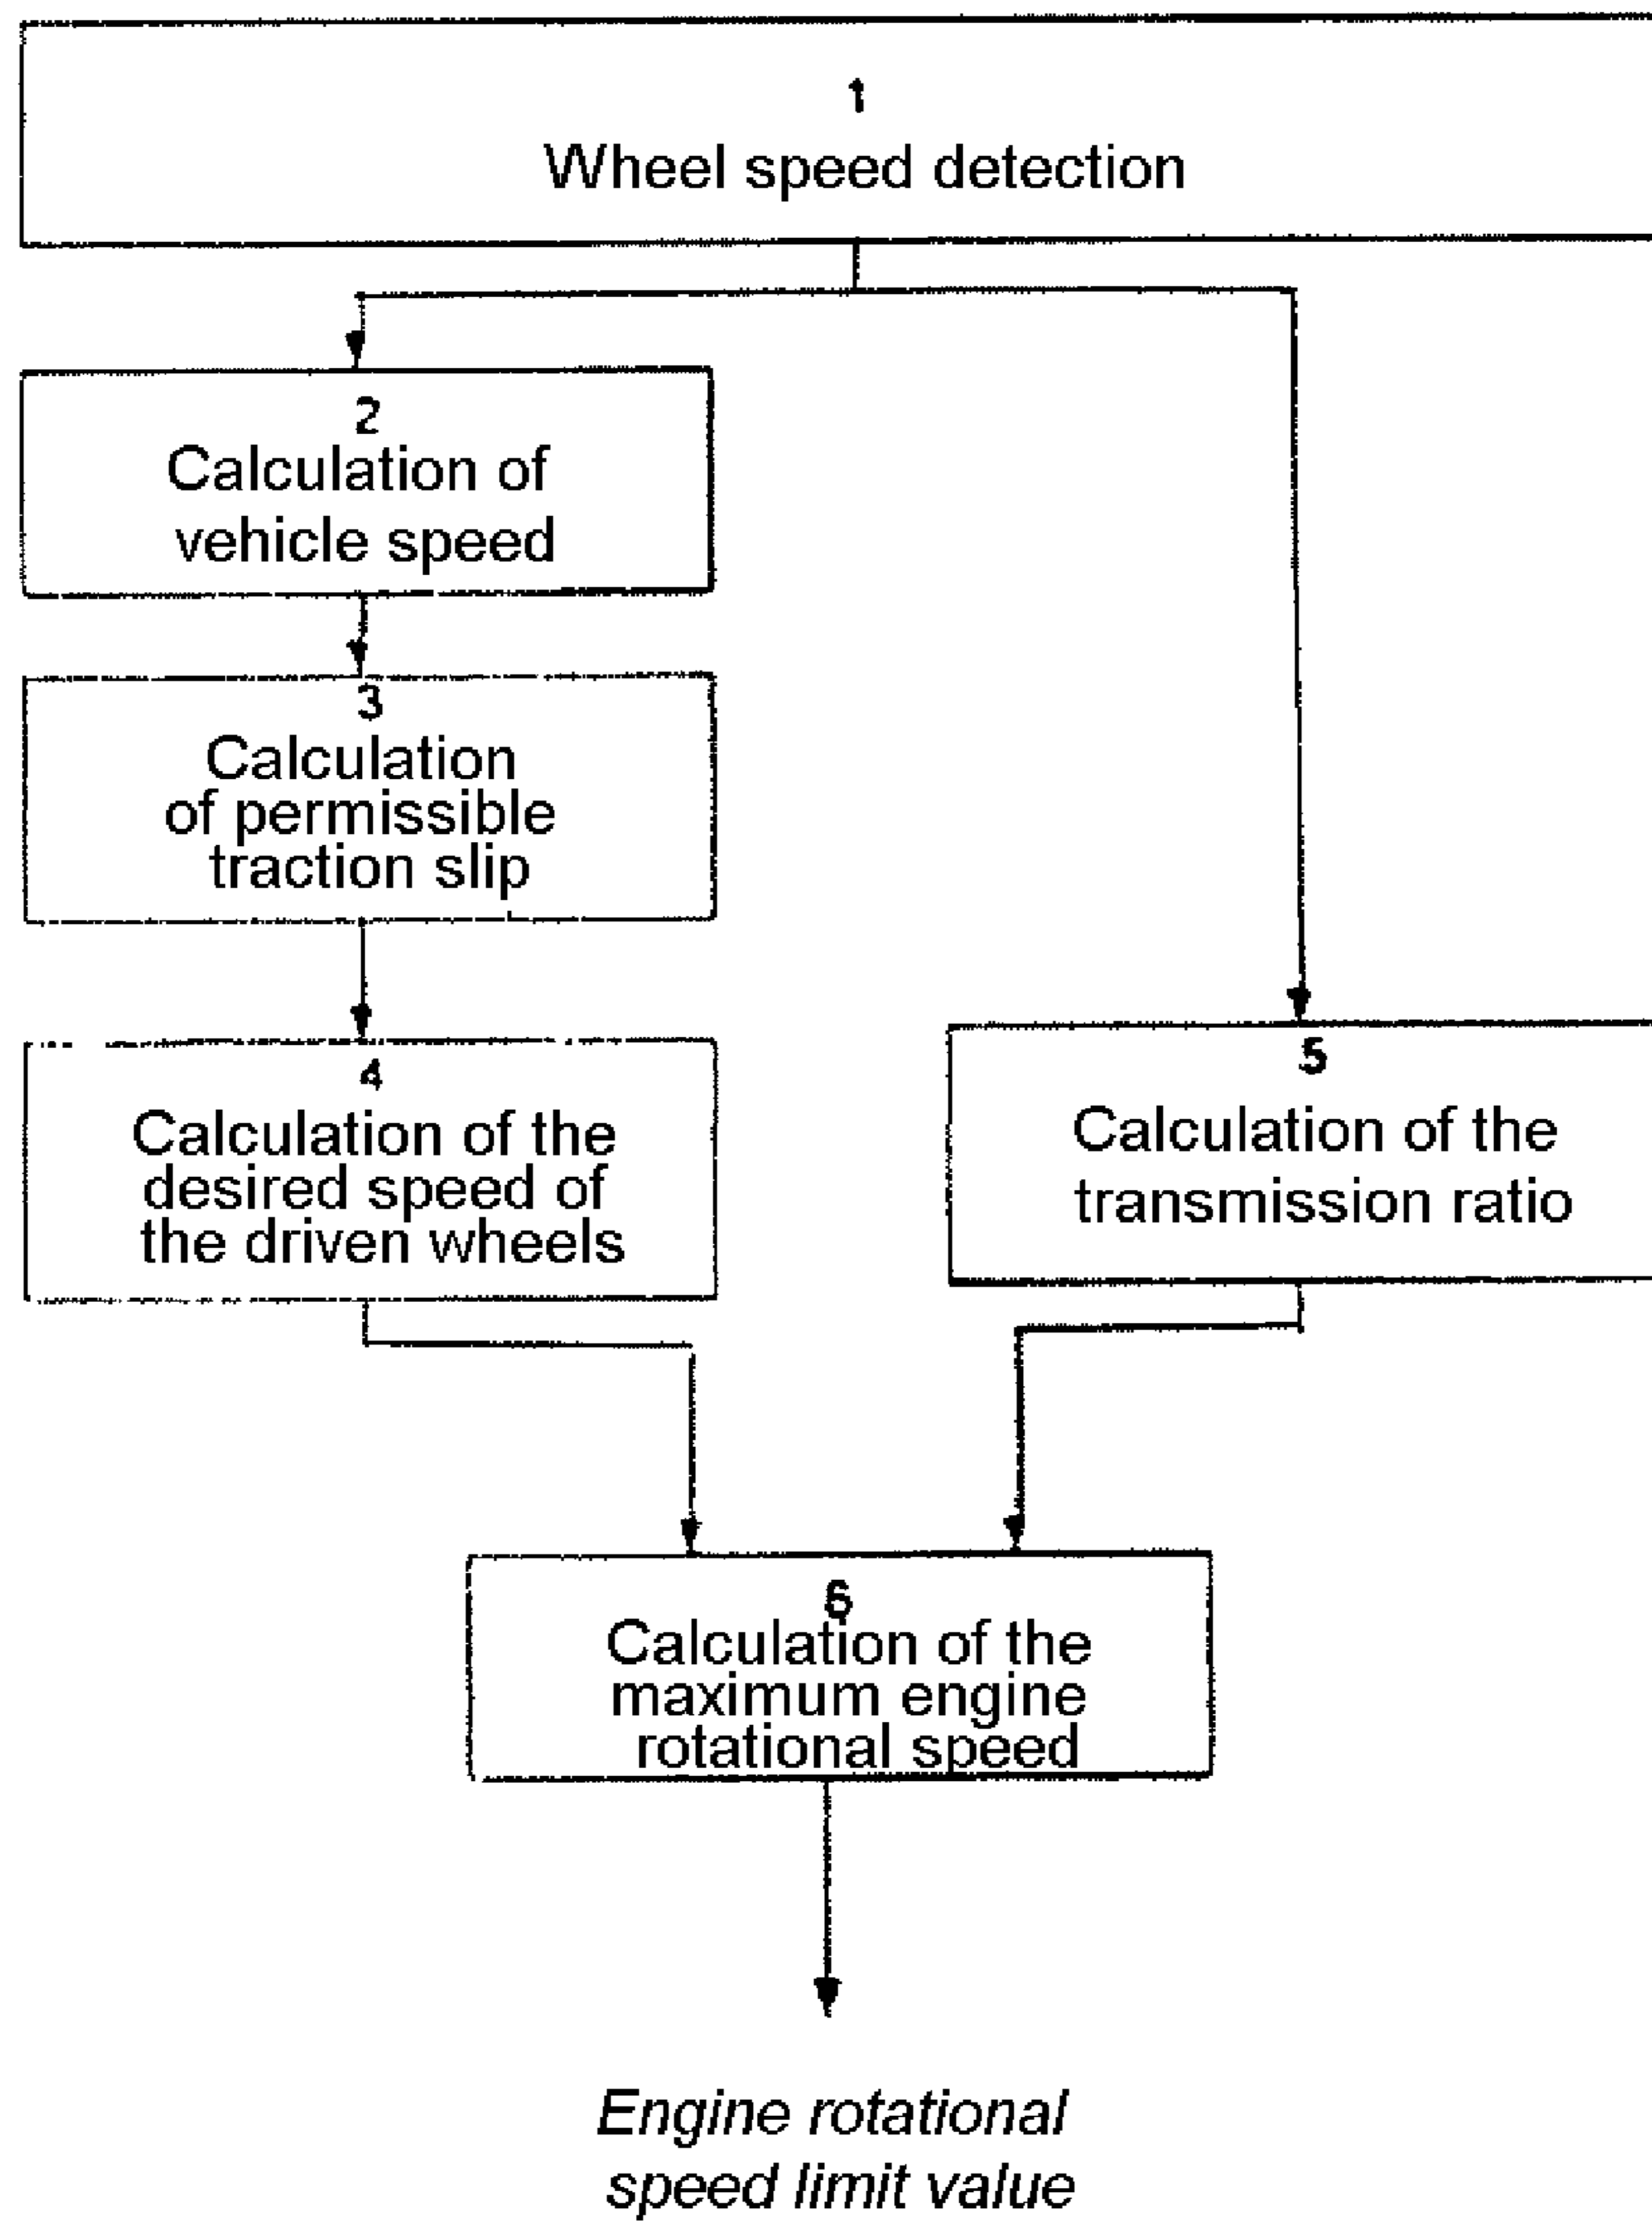 1
Wheel speed detection
2
Calculation of
vehicle speed
3
Calculation
of permissible
traction slip
4
Calculation of the
desired speed of
the driven wheels
5
Calculation of the
transmission ratio
6
Calculation of the
maximum engine
rotational speed
Engine rotational
speed limit value